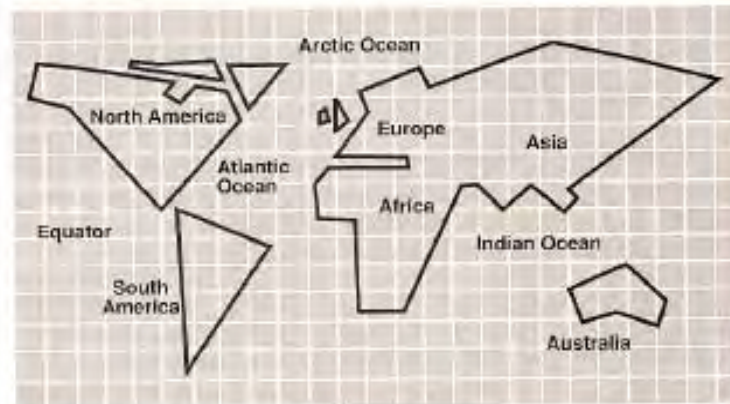 Arctic Ocean
North America
Europe
Asia
Atlantic
Ocean
Africa
Equator
Indian Ocean
South
America
Australia